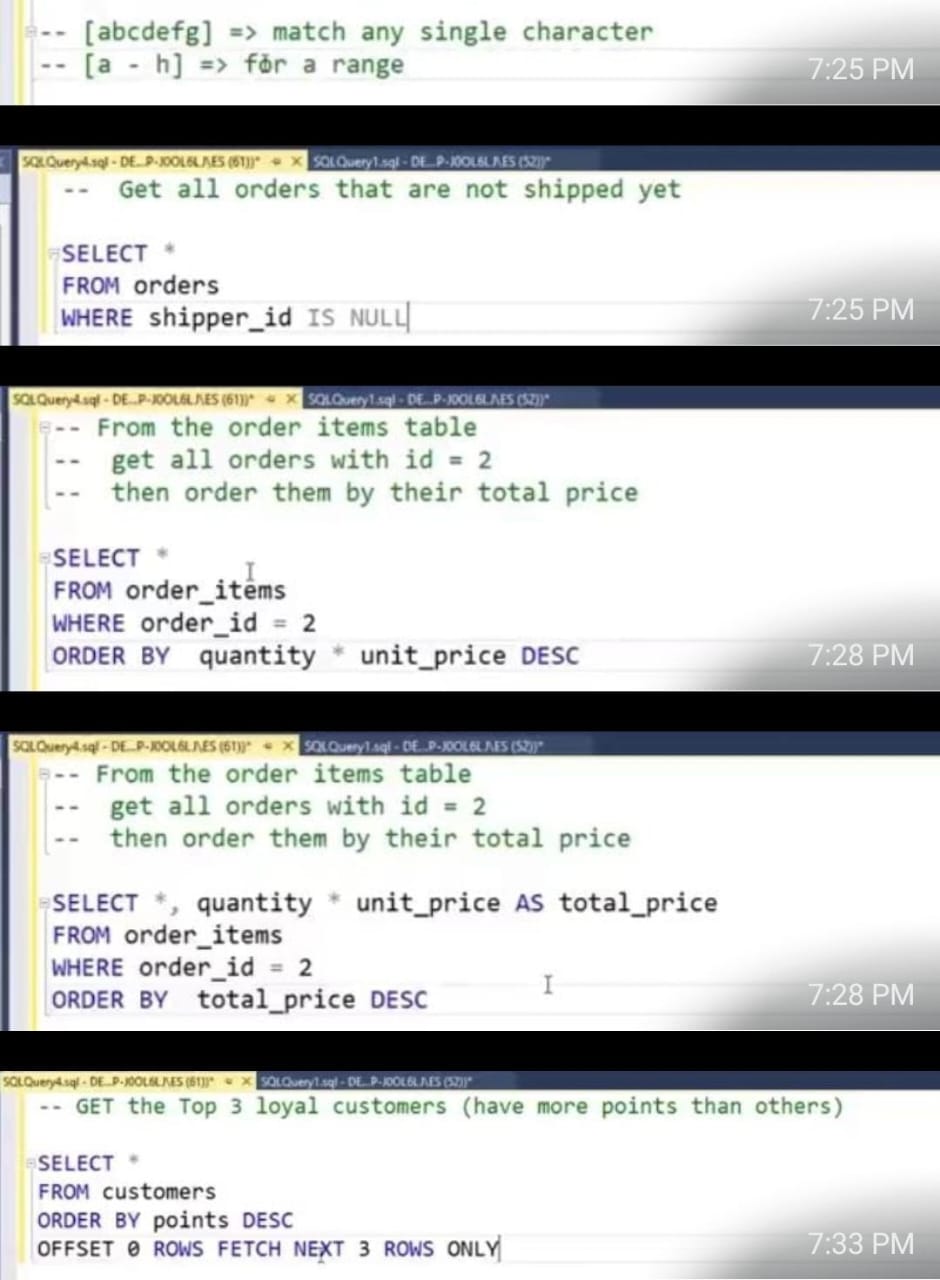 -- [abcdefg] => match any single character
-- [a - h] => for a range
7:25 PM
SQLQuery4.sql - DE...P-J0OL6LJ\ES (61))* SQLQuery1.sql - DE...P-J0OL6LJ\ES (52))*
-- Get all orders that are not shipped yet
SELECT *
FROM orders
WHERE shipper_id IS NULL
7:25 PM
SQLQuery4.sql - DE...P-J0OL6LJ\ES (61))* SQLQuery1.sql - DE...P-J0OL6LJ\ES (52))*
-- From the order items table
-- get all orders with id = 2
-- then order them by their total price
SELECT *
FROM order_items
WHERE order_id = 2
ORDER BY quantity * unit_price DESC
7:28 PM
SQLQuery4.sql - DE...P-J0OL6LJ\ES (61))* SQLQuery1.sql - DE...P-J0OL6LJ\ES (52))*
-- From the order items table
-- get all orders with id = 2
-- then order them by their total price
SELECT *, quantity * unit_price AS total_price
FROM order_items
WHERE order_id = 2
ORDER BY total_price DESC
7:28 PM
SQLQuery4.sql - DE...P-J0OL6LJ\ES (61))* SQLQuery1.sql - DE...P-J0OL6LJ\ES (52))*
-- GET the Top 3 loyal customers (have more points than others)
SELECT *
FROM customers
ORDER BY points DESC
OFFSET 0 ROWS FETCH NEXT 3 ROWS ONLY
7:33 PM